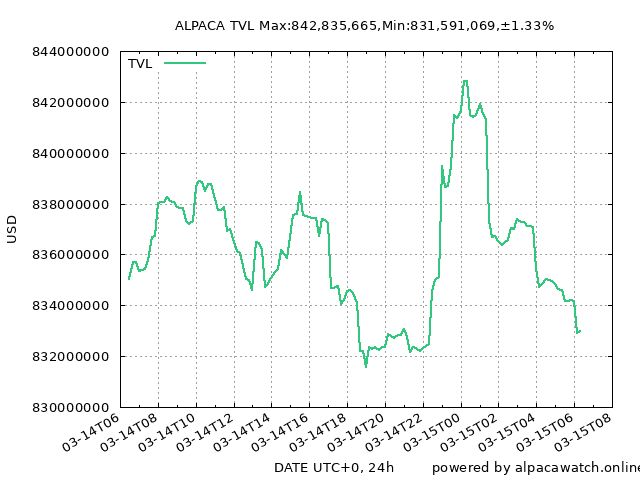 ALPACA TVL Max:842,835,665,Min:831,591,069,±1.33%
TVL
844000000
842000000
840000000
838000000
836000000
834000000
832000000
830000000
USD
03-14T06
03-14T08
03-14T10
03-14T12
03-14T14
03-14T16
03-14T18
03-14T20
03-14T22
03-15T00
03-15T02
03-15T04
03-15T06
03-15T08
DATE UTC+0, 24h
powered by alpacawatch.online